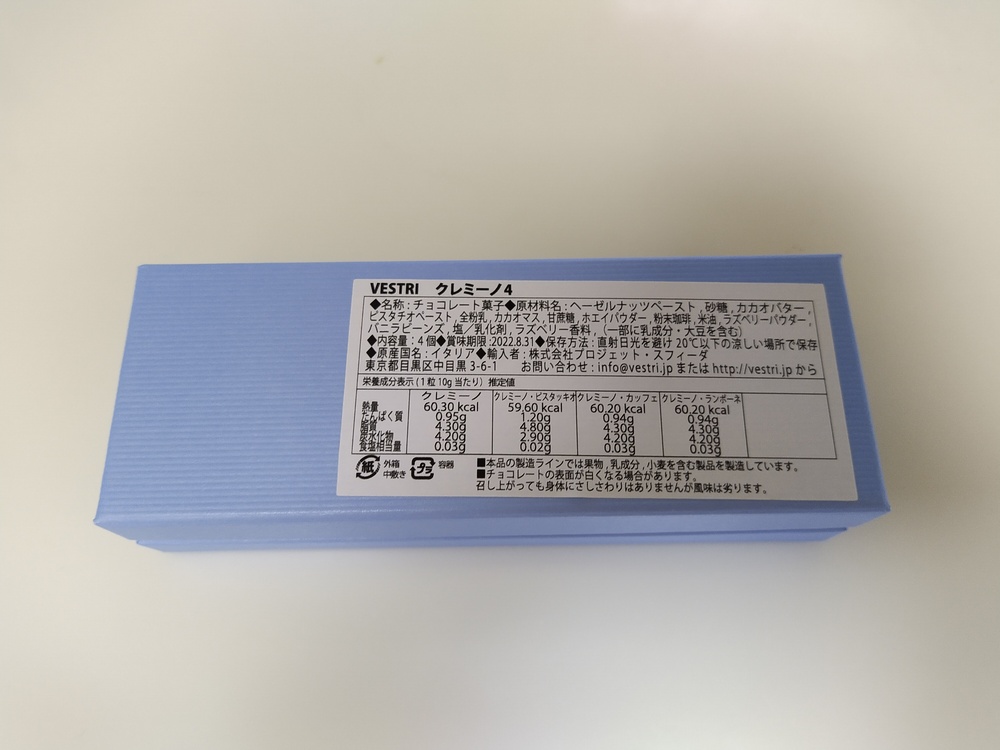 VESTRI クレミーノ4
◆名称：チョコレート菓子◆原材料名：ヘーゼルナッツペースト , 砂糖 , カカオバター ,
ピスタチオペースト , 全粉乳 , カカオマス , 甘蔗糖 , ホエイパウダー , 粉末珈琲 , 米油 , ラズベリーパウダー ,
バニラビーンズ , 塩／乳化剤 , ラズベリー香料 , （一部に乳成分・大豆を含む）
◆内容量：4 個◆賞味期限 :2022.8.31◆保存方法：直射日光を避け 20℃以下の涼しい場所で保存
◆原産国名：イタリア◆輸入者：株式会社プロジェット・スフィーダ
東京都目黒区中目黒 3-6-1 お問い合わせ : info@vestri.jp または http://vestri.jp から
栄養成分表示 ( 1 粒 10g 当たり ) 推定値
クレミーノ クレミーノ・ピスタッキオ クレミーノ・カッフェ クレミーノ・ランポーネ
熱量 60.30 kcal 59.60 kcal 60.20 kcal 60.20 kcal
たんぱく質 0.95g 1.20g 0.94g 0.94g
脂質 4.30g 4.80g 4.30g 4.30g
炭水化物 4.20g 2.90g 4.20g 4.20g
食塩相当量 0.03g 0.02g 0.03g 0.03g
紙 外箱 中敷き プラ 容器
■本品の製造ラインでは果物 , 乳成分 , 小麦を含む製品を製造しています。
■チョコレートの表面が白くなる場合があります。
召し上がっても身体にさしさわりはありませんが風味は劣ります。